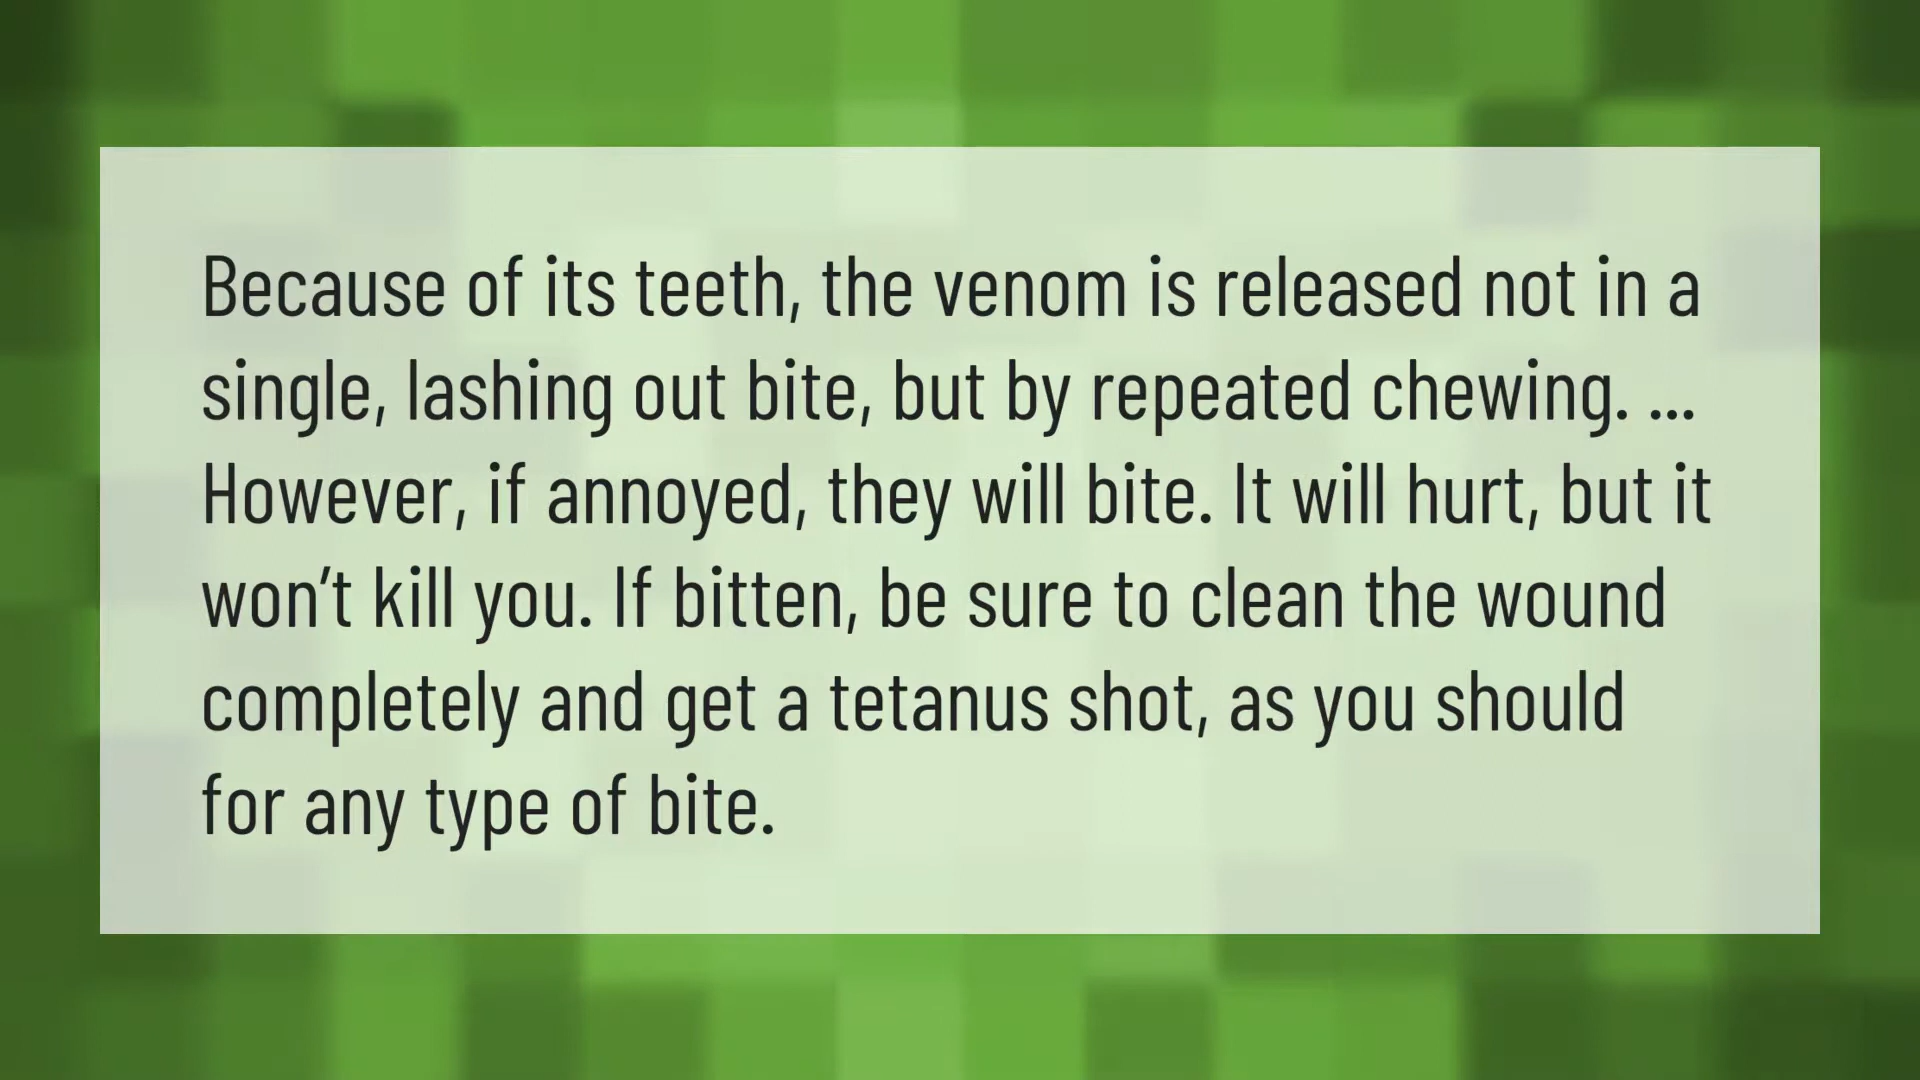 Because of its teeth, the venom is released not in a
single, lashing out bite, but by repeated chewing. ...
However, if annoyed, they will bite. It will hurt, but it
won’t kill you. If bitten, be sure to clean the wound
completely and get a tetanus shot, as you should
for any type of bite.